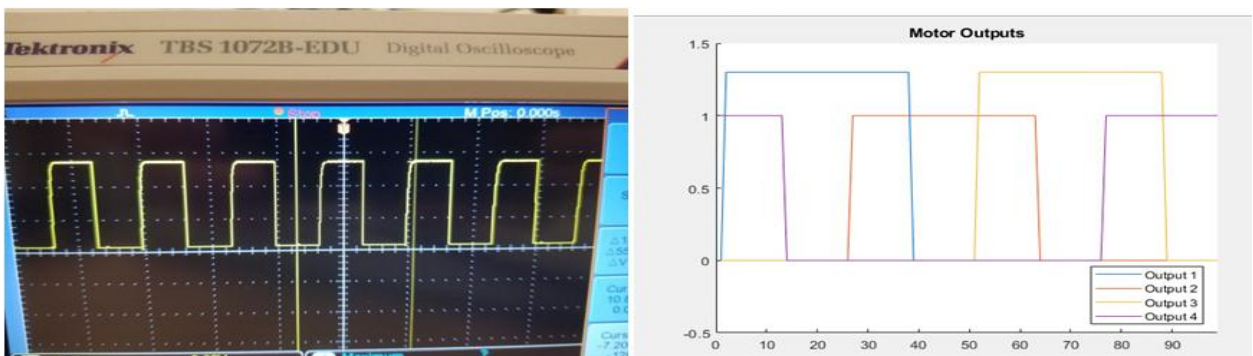 Tektronix TBS 1072B-EDU Digital Oscilloscope
Stop M Pos: 0.000s
Maximum
Motor Outputs
1.5
1
0.5
0
-0.5
0 10 20 30 40 50 60 70 80 90
Output 1
Output 2
Output 3
Output 4